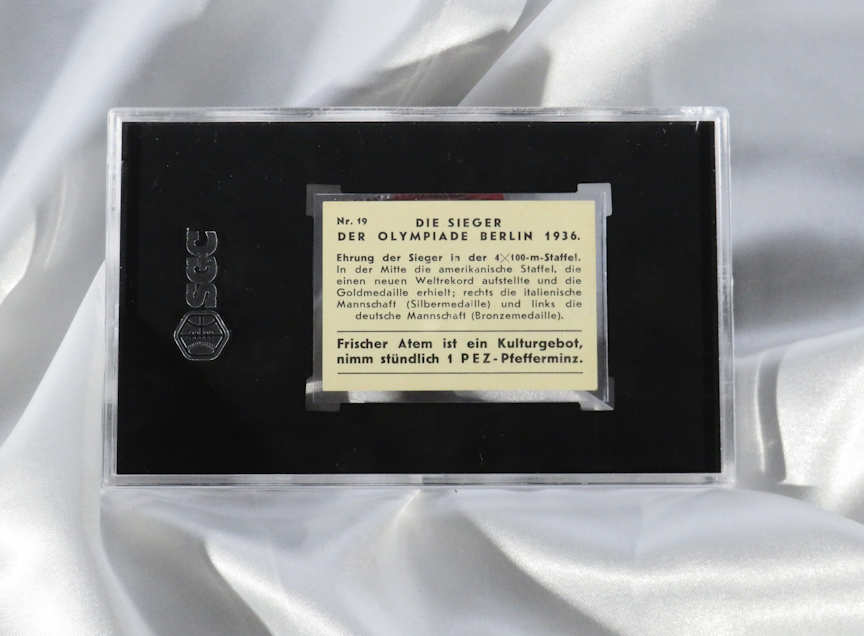 SGC
Nr. 19
DIE SIEGER
DER OLYMPIADE BERLIN 1936.
Ehrung der Sieger in der 4×100-m-Staffel.
In der Mitte die amerikanische Staffel, die
einen neuen Weltrekord aufstellte und die
Goldmedaille erhielt; rechts die italienische
Mannschaft (Silbermedaille) und links die
deutsche Mannschaft (Bronzemedaille).
Frischer Atem ist ein Kulturgebot,
nimm stündlich 1 PEZ-Pfefferminz.